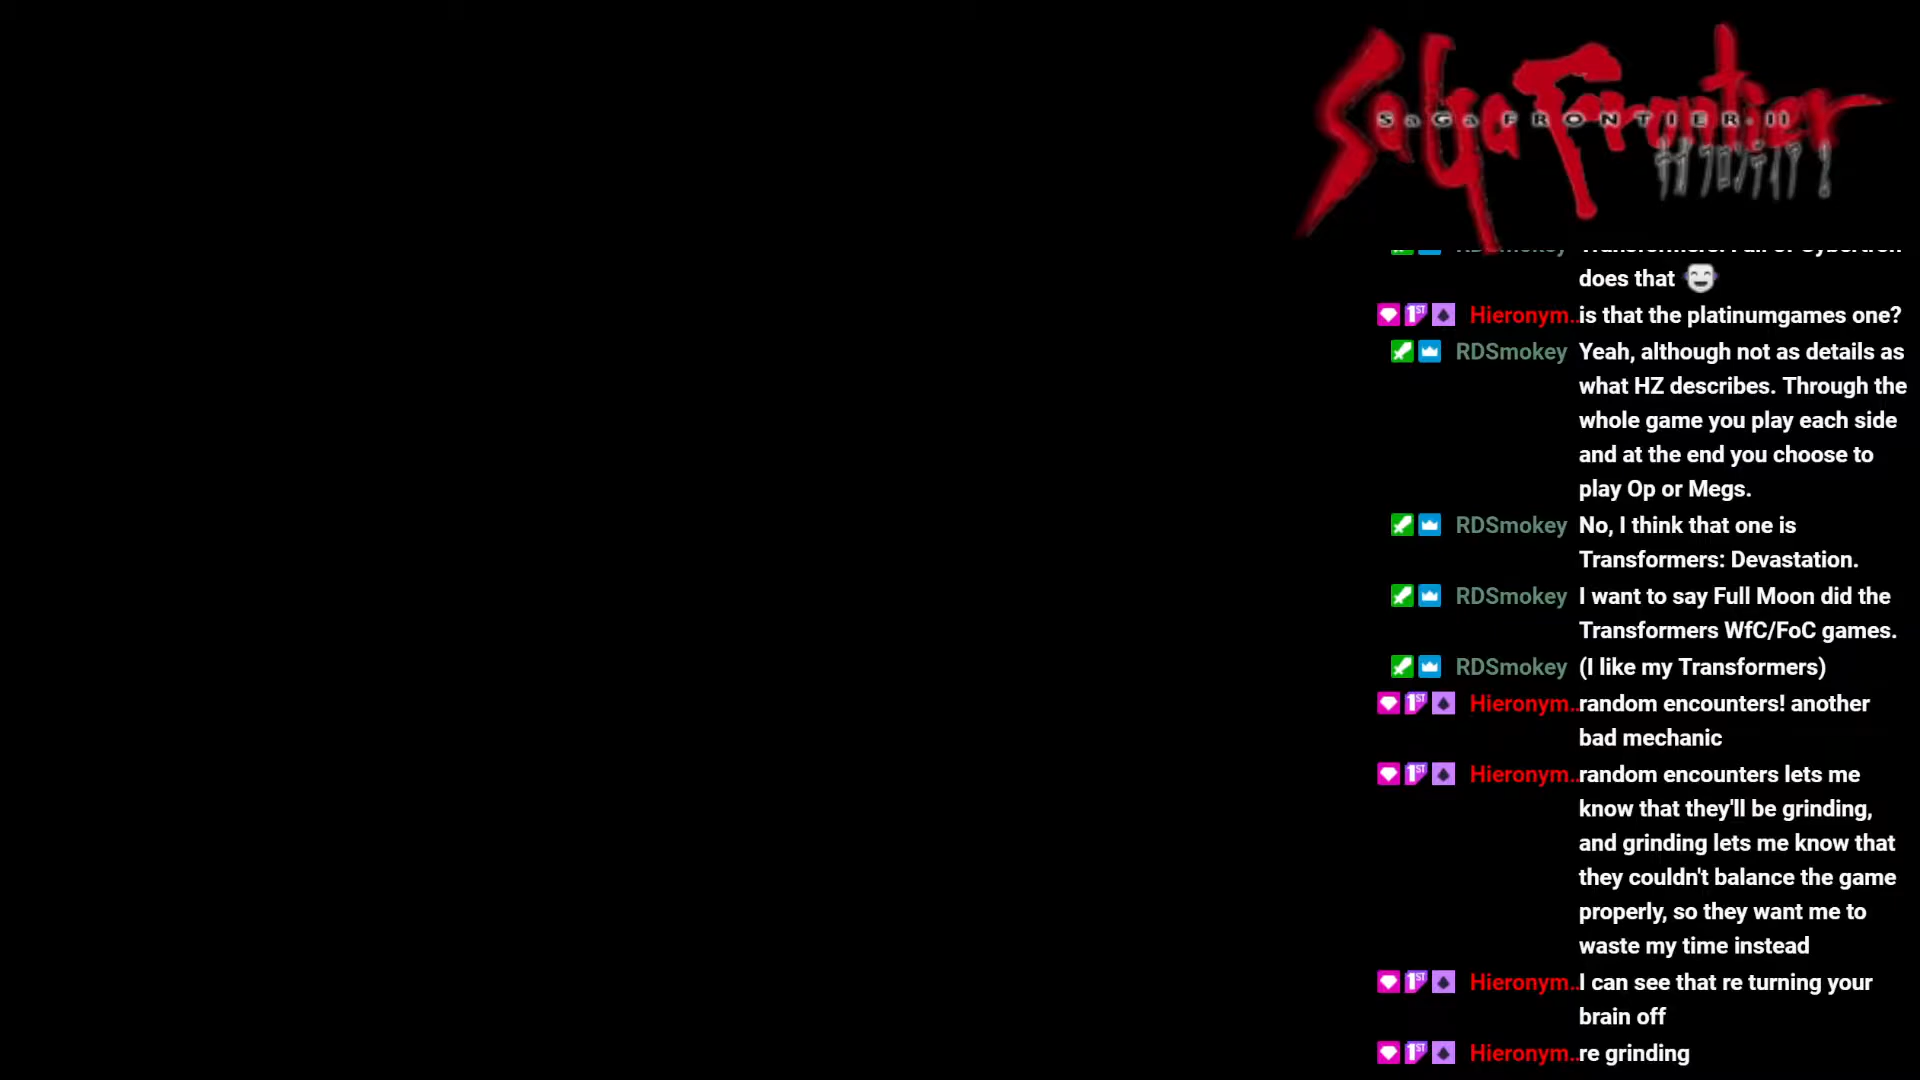 SaGa Frontier
SaGa FRONTIER II
does that
Hieronym..is that the platinumgames one?
RDSmokey Yeah, although not as details as
what HZ describes. Through the
whole game you play each side
and at the end you choose to
play Op or Megs.
RDSmokey No, I think that one is
Transformers: Devastation.
RDSmokey I want to say Full Moon did the
Transformers WfC/FoC games.
RDSmokey (I like my Transformers)
Hieronym..random encounters! another
bad mechanic
Hieronym..random encounters lets me
know that they'll be grinding,
and grinding lets me know that
they couldn't balance the game
properly, so they want me to
waste my time instead
Hieronym..I can see that re turning your
brain off
Hieronym..re grinding